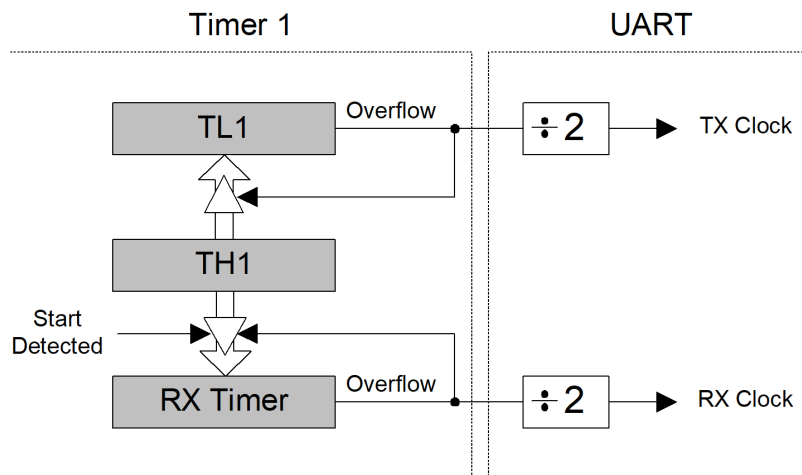 Timer 1
UART
TL1
Overflow
÷ 2
TX Clock
TH1
Start
Detected
RX Timer
Overflow
÷ 2
RX Clock